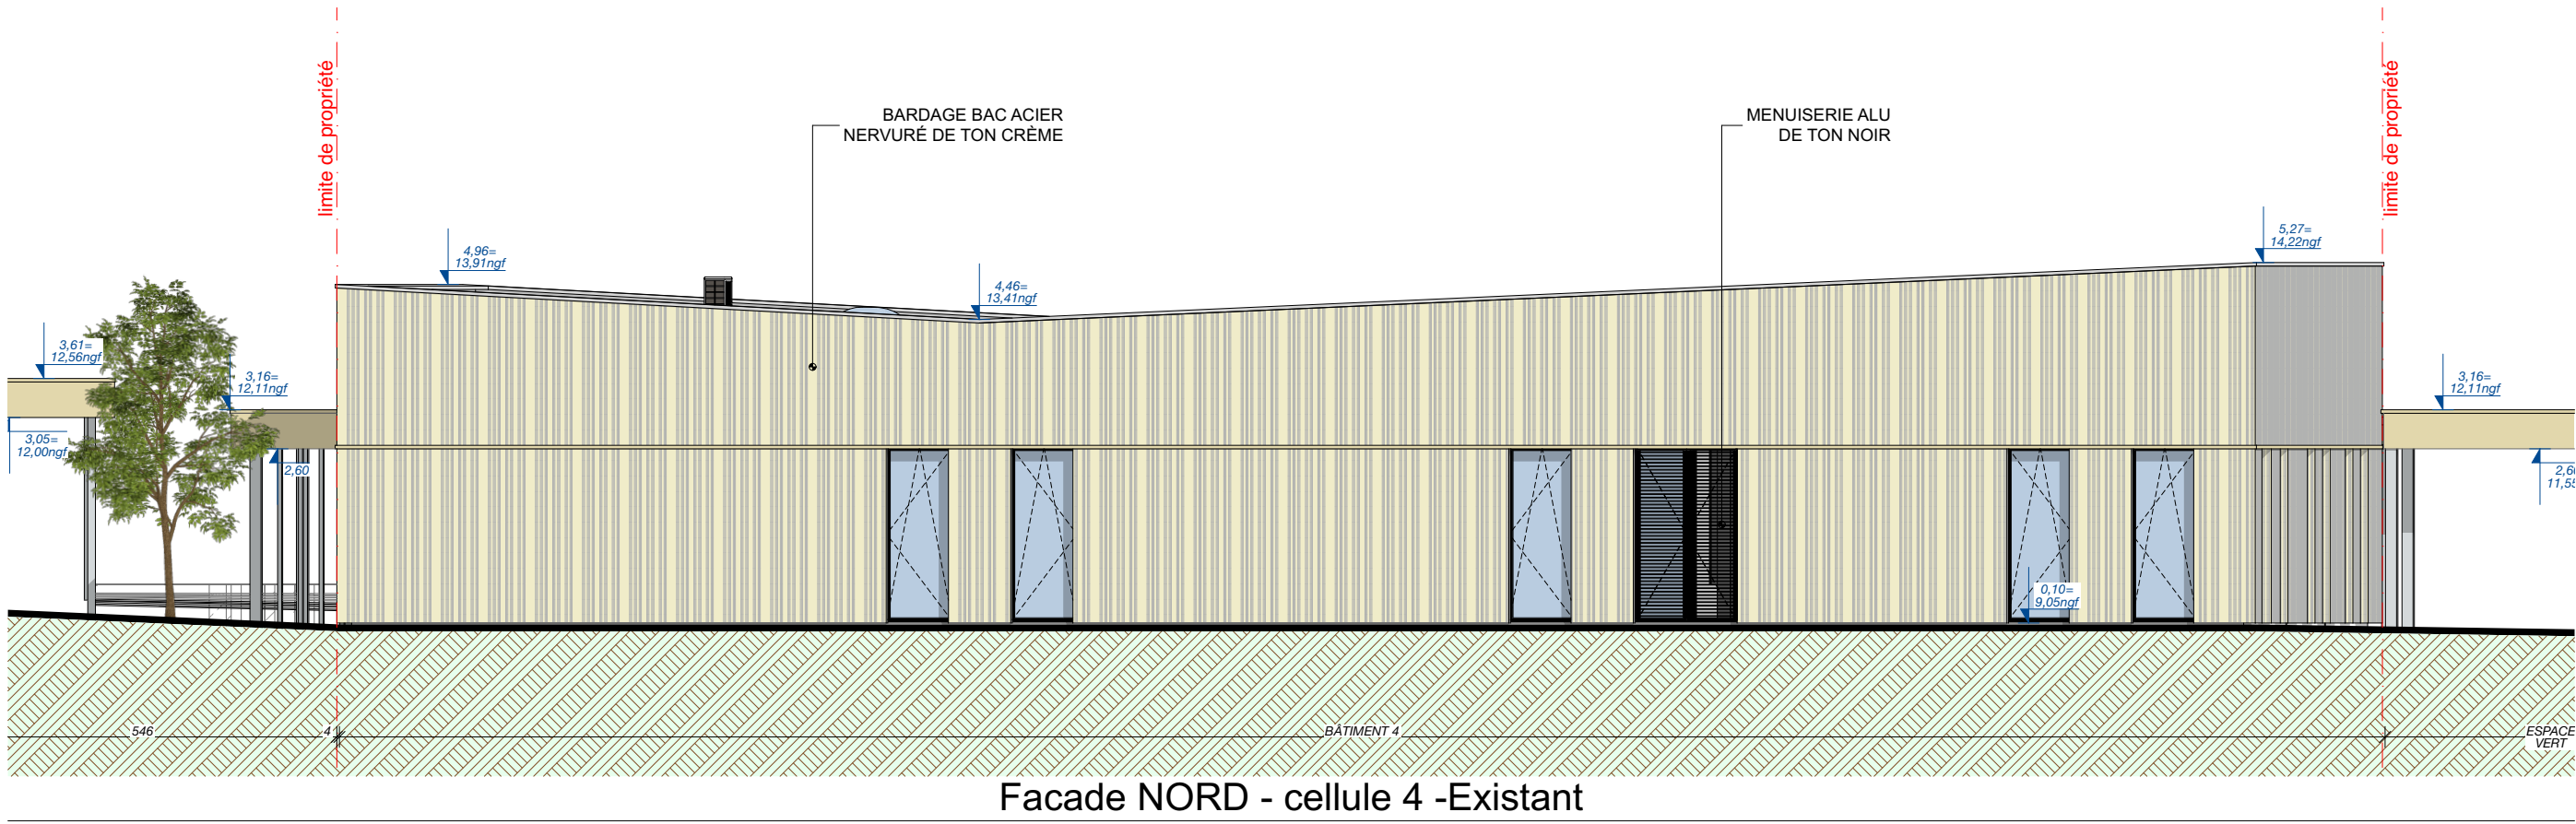 limite de propriété
limite de propriété
BARDAGE BAC ACIER
NERVURÉ DE TON CRÈME
MENUISERIE ALU
DE TON NOIR
5,27=
14,22ngf
4,96=
13,91ngf
4,46=
13,41ngf
3,61=
12,56ngf
3,16=
12,11ngf
3,16=
12,11ngf
3,05=
12,00ngf
2,60
0,10=
9,05ngf
546
4
BÂTIMENT 4
ESPACE
VERT
Facade NORD - cellule 4 -Existant